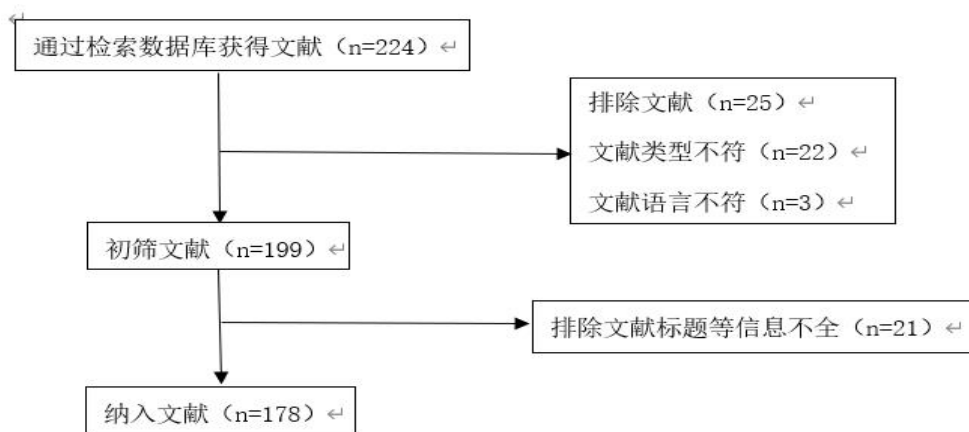 通过检索数据库获得文献（n=224）
排除文献（n=25）
文献类型不符（n=22）
文献语言不符（n=3）
初筛文献（n=199）
排除文献标题等信息不全（n=21）
纳入文献（n=178）